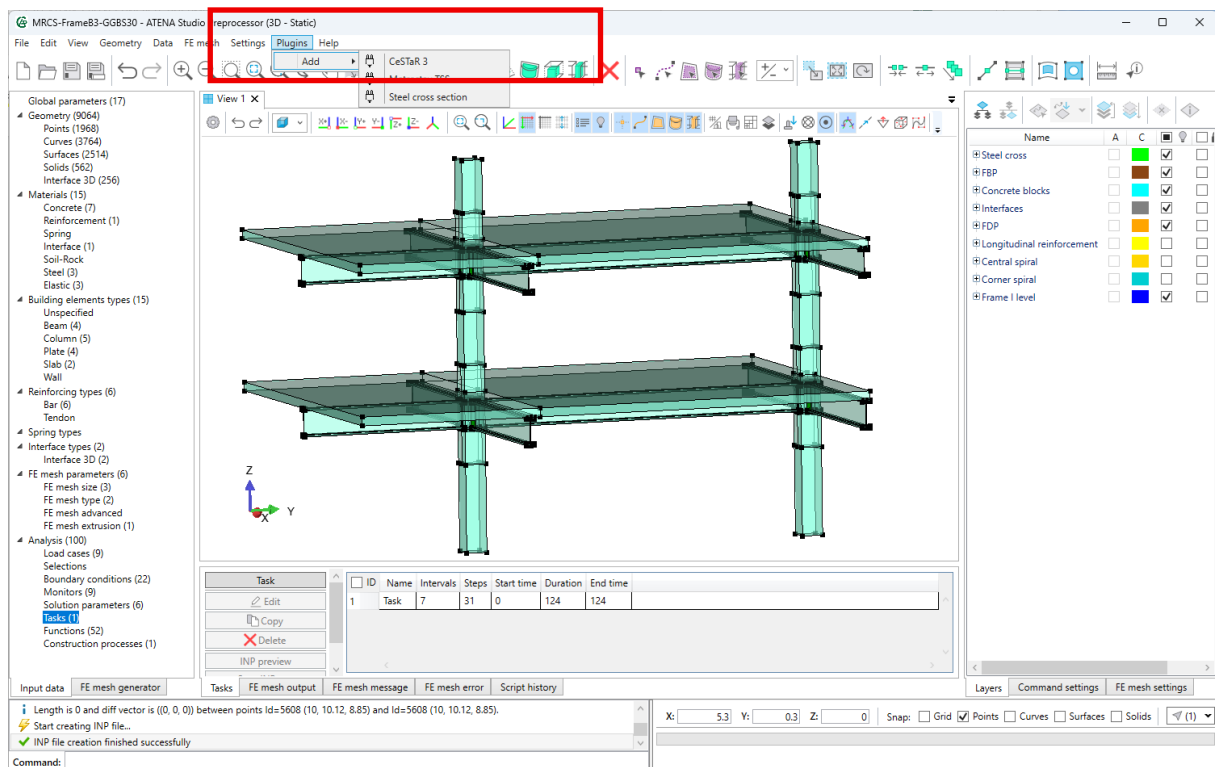 MRCS-FrameB3-GGBS30 - ATENA Studio Preprocessor (3D - Static)
File Edit View Geometry Data FE mesh Settings Plugins Help
Add
CeSTaR 3
Steel cross section
View 1
Global parameters (17)
Geometry (9064)
Points (1968)
Curves (3764)
Surfaces (2514)
Solids (562)
Interface 3D (256)
Materials (15)
Concrete (7)
Reinforcement (1)
Spring
Interface (1)
Soil-Rock
Steel (3)
Elastic (3)
Building elements types (15)
Unspecified
Beam (4)
Column (5)
Plate (4)
Slab (2)
Wall
Reinforcing types (6)
Bar (6)
Tendon
Spring types
Interface types (2)
Interface 3D (2)
FE mesh parameters (6)
FE mesh size (3)
FE mesh type (2)
FE mesh advanced
FE mesh extrusion (1)
Analysis (100)
Load cases (9)
Selections
Boundary conditions (22)
Monitors (9)
Solution parameters (6)
Tasks (1)
Functions (52)
Construction processes (1)
Input data FE mesh generator
Z
Y
X
Name A C
Steel cross
FBP
Concrete blocks
Interfaces
FDP
Longitudinal reinforcement
Central spiral
Corner spiral
Frame I level
Task
Edit
Copy
Delete
INP preview
ID Name Intervals Steps Start time Duration End time
1 Task 7 31 0 124 124
Tasks FE mesh output FE mesh message FE mesh error Script history
Layers Command settings FE mesh settings
Length is 0 and diff vector is ((0, 0, 0)) between points Id=5608 (10, 10.12, 8.85) and Id=5608 (10, 10.12, 8.85).
Start creating INP file...
INP file creation finished successfully
Command:
X: 5.3 Y: 0.3 Z: 0 Snap: Grid Points Curves Surfaces Solids (1)